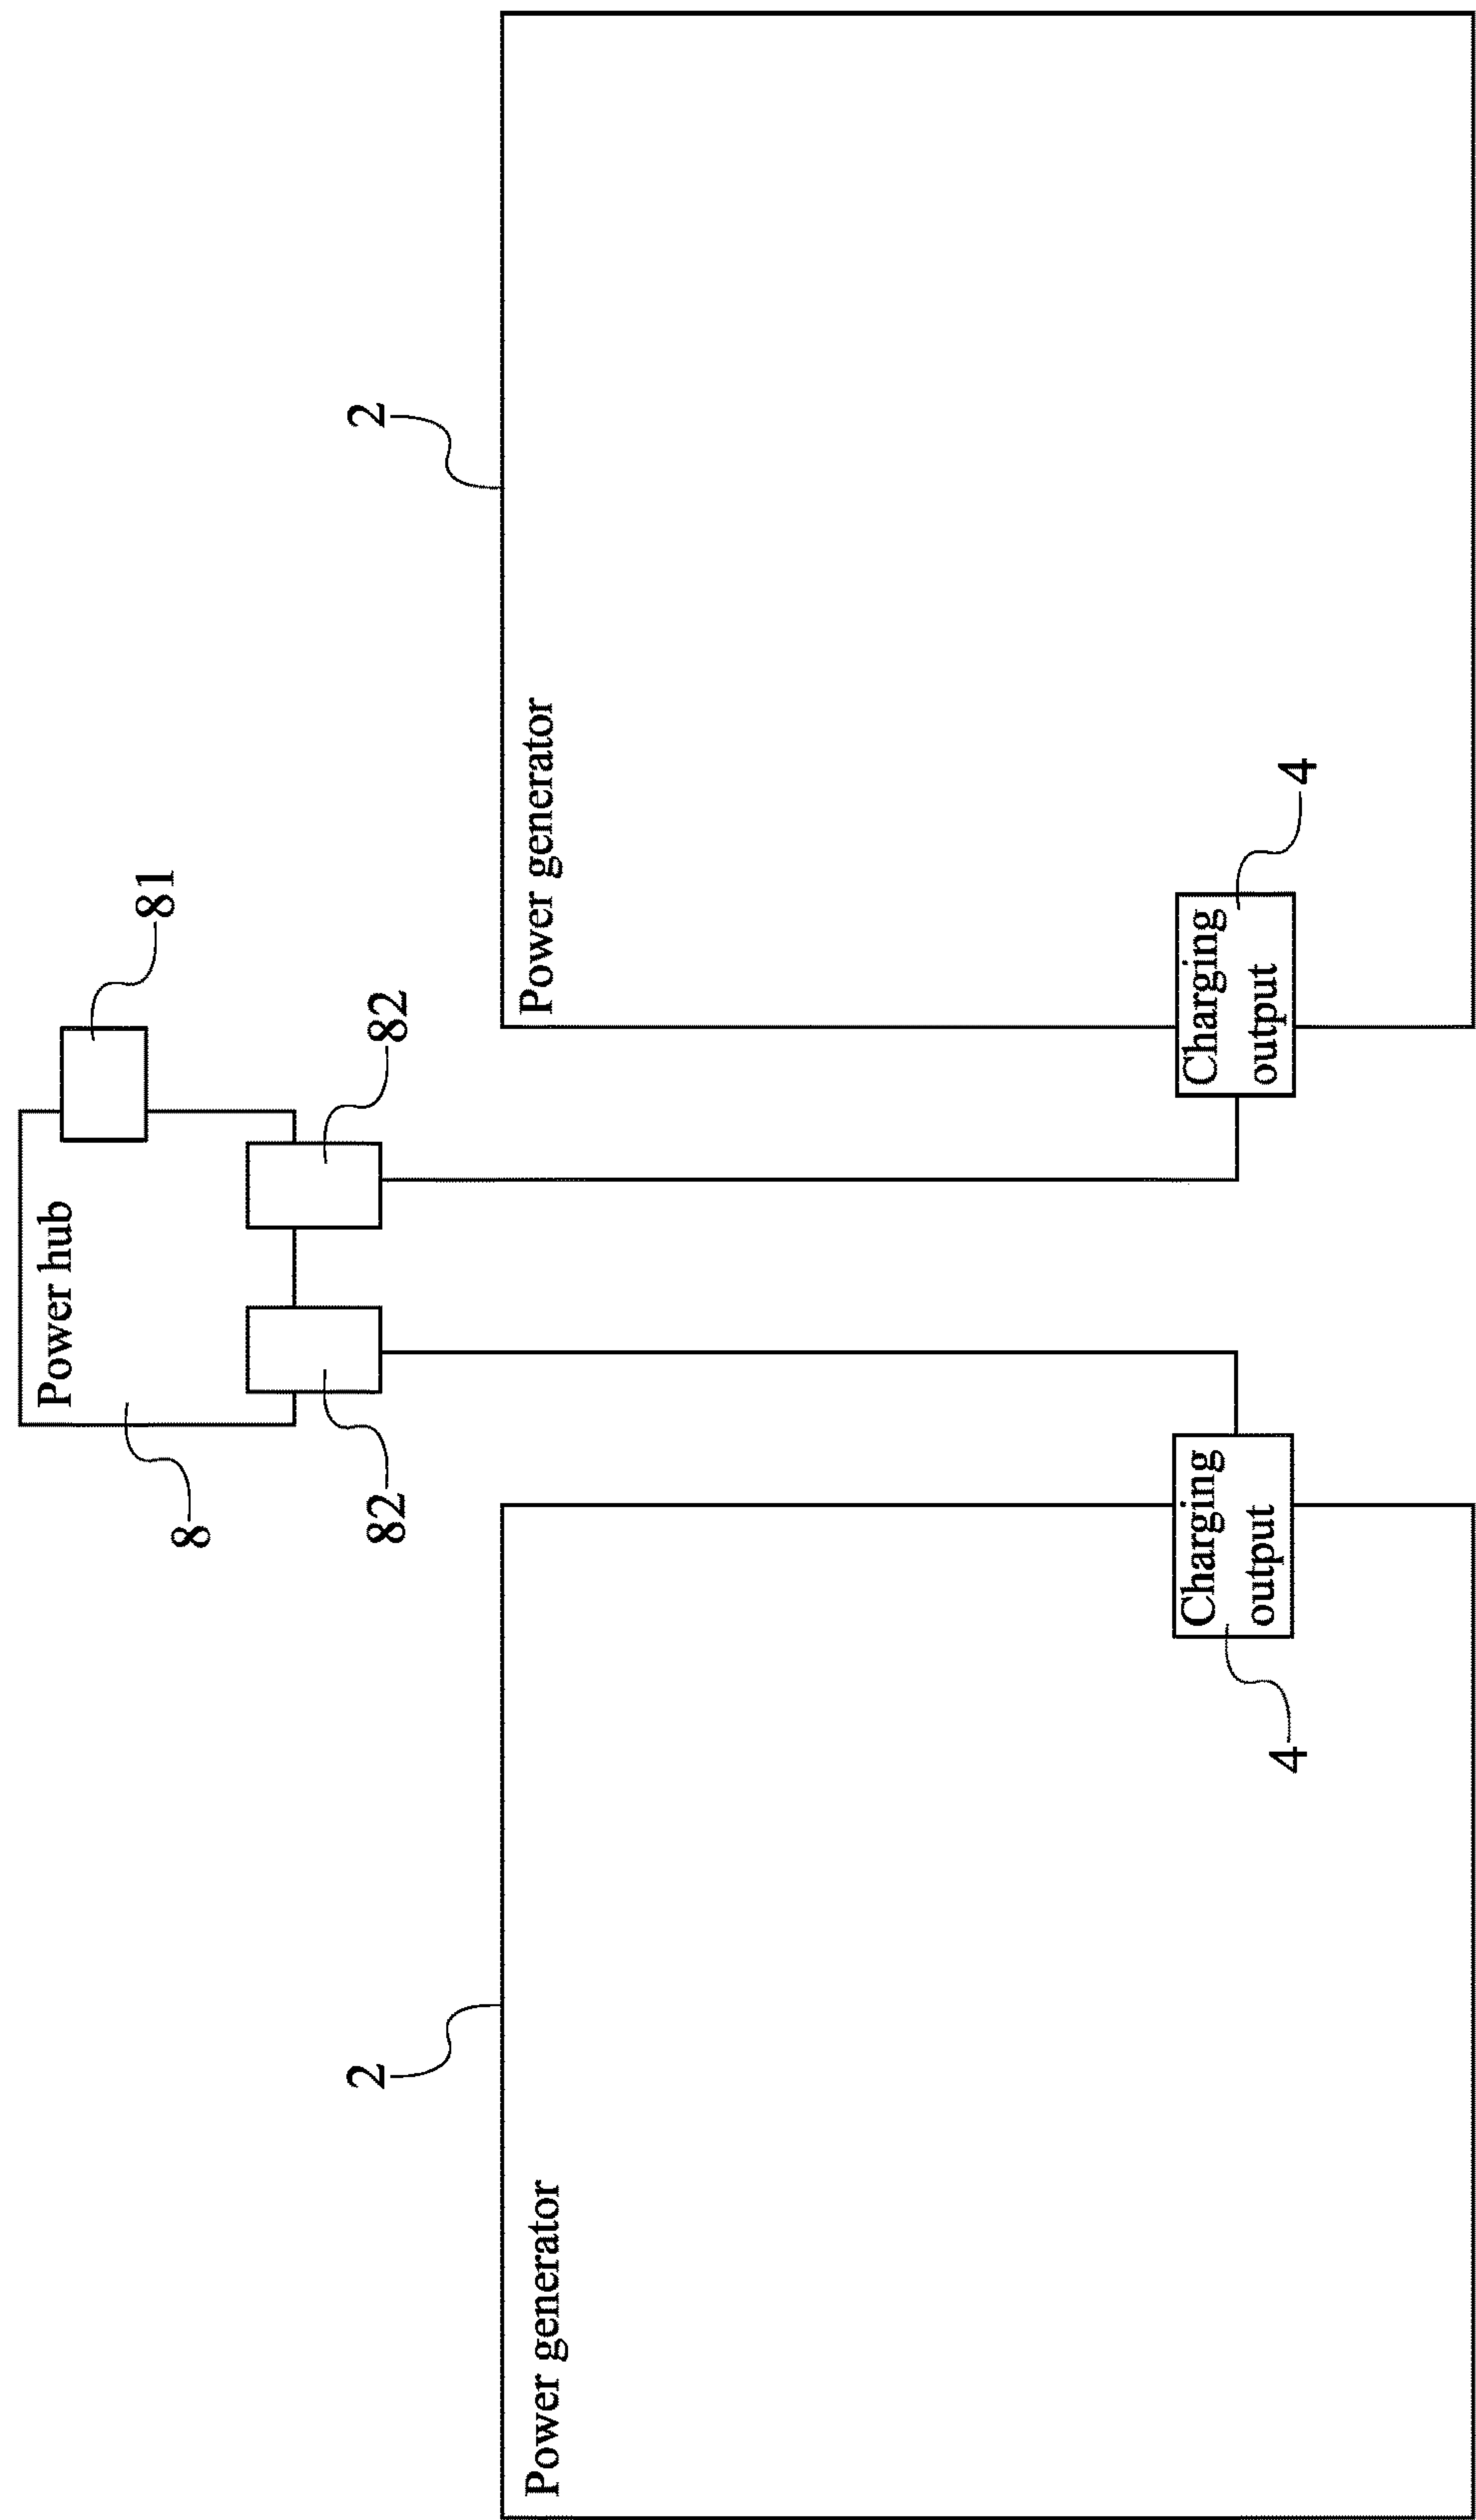 Power hub
81
8
2
82
82
2
Power generator
Power generator
Charging
output
4
Charging
output
4